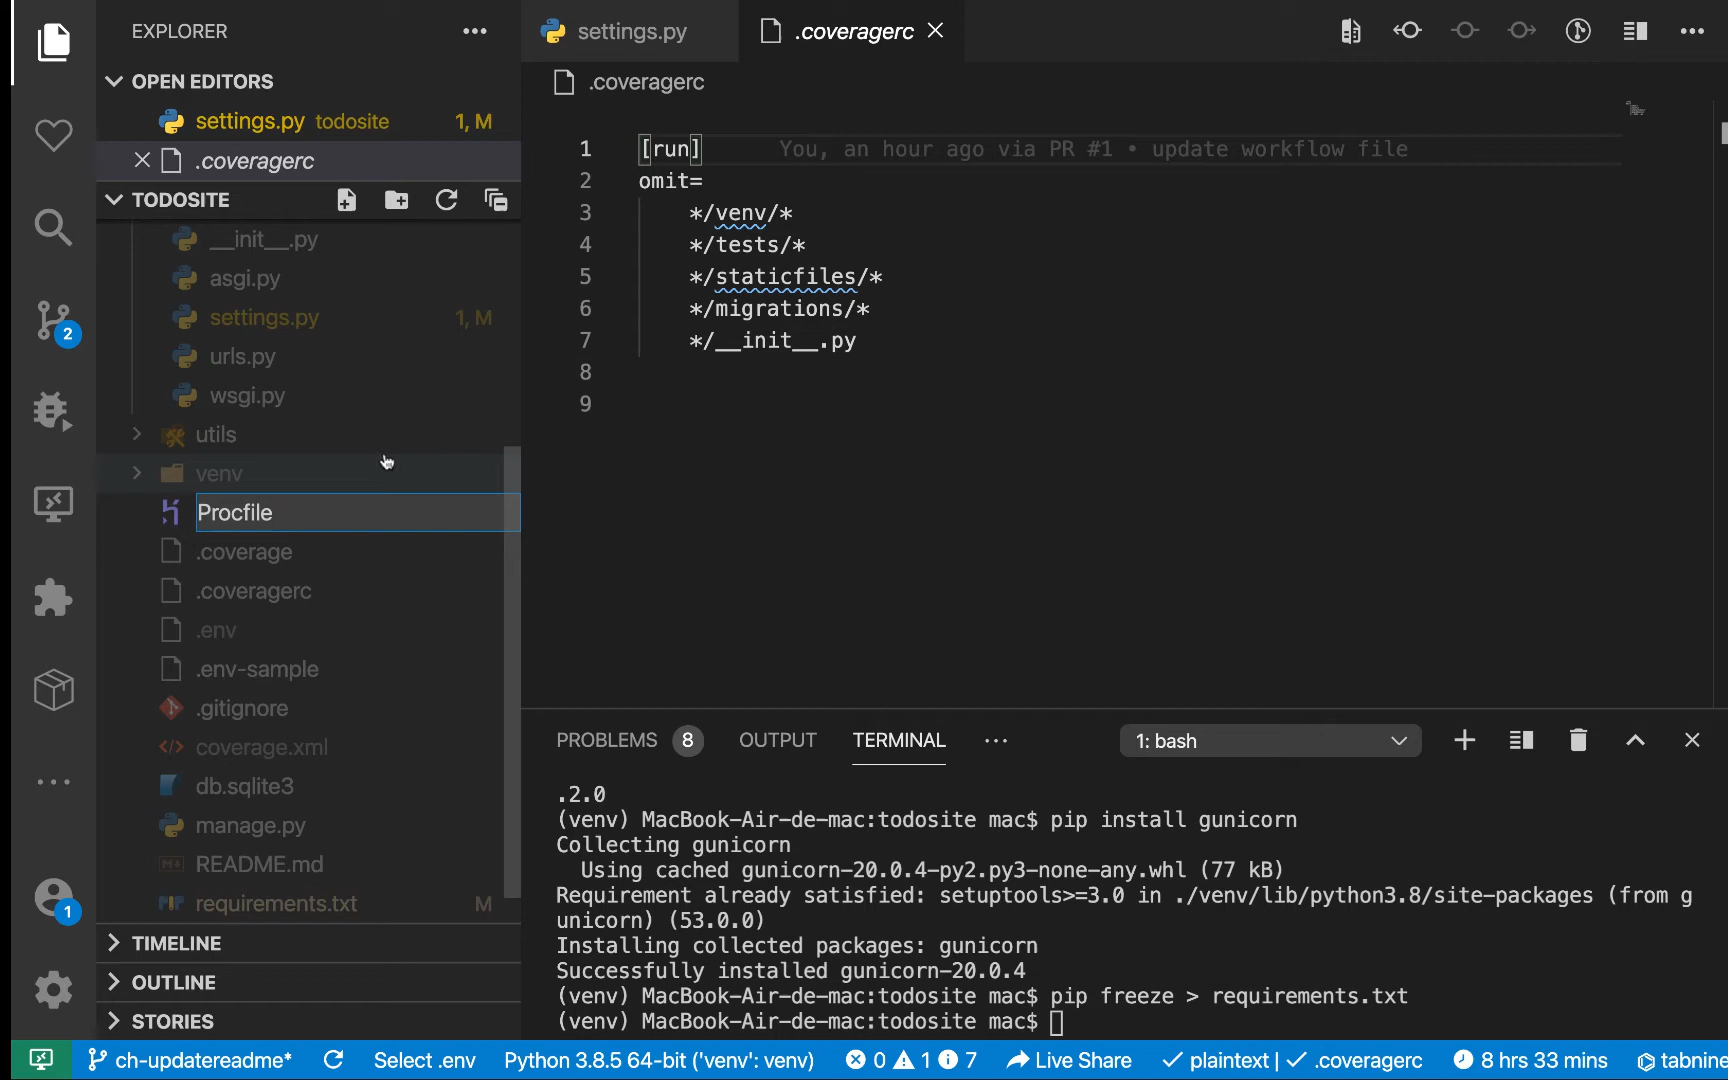 EXPLORER
settings.py
.coveragerc
OPEN EDITORS
settings.py todosite 1, M
.coveragerc
TODOSITE
__init__.py
asgi.py
settings.py 1, M
urls.py
wsgi.py
utils
venv
Procfile
.coverage
.coveragerc
.env
.env-sample
.gitignore
coverage.xml
db.sqlite3
manage.py
README.md
requirements.txt M
TIMELINE
OUTLINE
STORIES
2
1
.coveragerc
1 [run] You, an hour ago via PR #1 • update workflow file
2 omit=
3 */venv/*
4 */tests/*
5 */staticfiles/*
6 */migrations/*
7 */__init__.py
8
9
PROBLEMS 8 OUTPUT TERMINAL 1: bash
.2.0
(venv) MacBook-Air-de-mac:todosite mac$ pip install gunicorn
Collecting gunicorn
Using cached gunicorn-20.0.4-py2.py3-none-any.whl (77 kB)
Requirement already satisfied: setuptools>=3.0 in ./venv/lib/python3.8/site-packages (from g
unicorn) (53.0.0)
Installing collected packages: gunicorn
Successfully installed gunicorn-20.0.4
(venv) MacBook-Air-de-mac:todosite mac$ pip freeze > requirements.txt
(venv) MacBook-Air-de-mac:todosite mac$
ch-updatereadme* Select .env Python 3.8.5 64-bit ('venv': venv) 0 1 7 Live Share plaintext | .coveragerc 8 hrs 33 mins tabnine